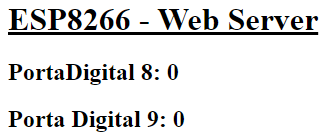 ESP8266 - Web Server
PortaDigital 8: 0
Porta Digital 9: 0